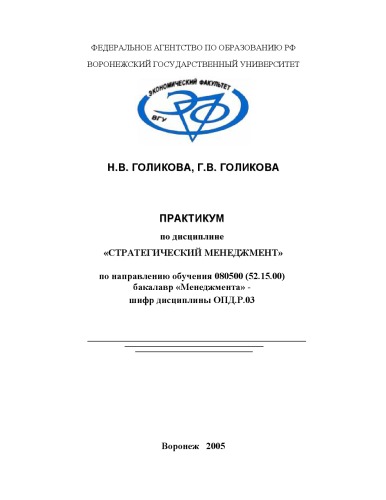 ФЕДЕРАЛЬНОЕ АГЕНТСТВО ПО ОБРАЗОВАНИЮ РФ
ВОРОНЕЖСКИЙ ГОСУДАРСТВЕННЫЙ УНИВЕРСИТЕТ
ЭКОНОМИЧЕСКИЙ ФАКУЛЬТЕТ
ЭФ
ВГУ
Н.В. ГОЛИКОВА, Г.В. ГОЛИКОВА
ПРАКТИКУМ
по дисциплине
«СТРАТЕГИЧЕСКИЙ МЕНЕДЖМЕНТ»
по направлению обучения 080500 (52.15.00)
бакалавр «Менеджмента» -
шифр дисциплины ОПД.Р.03
Воронеж 2005